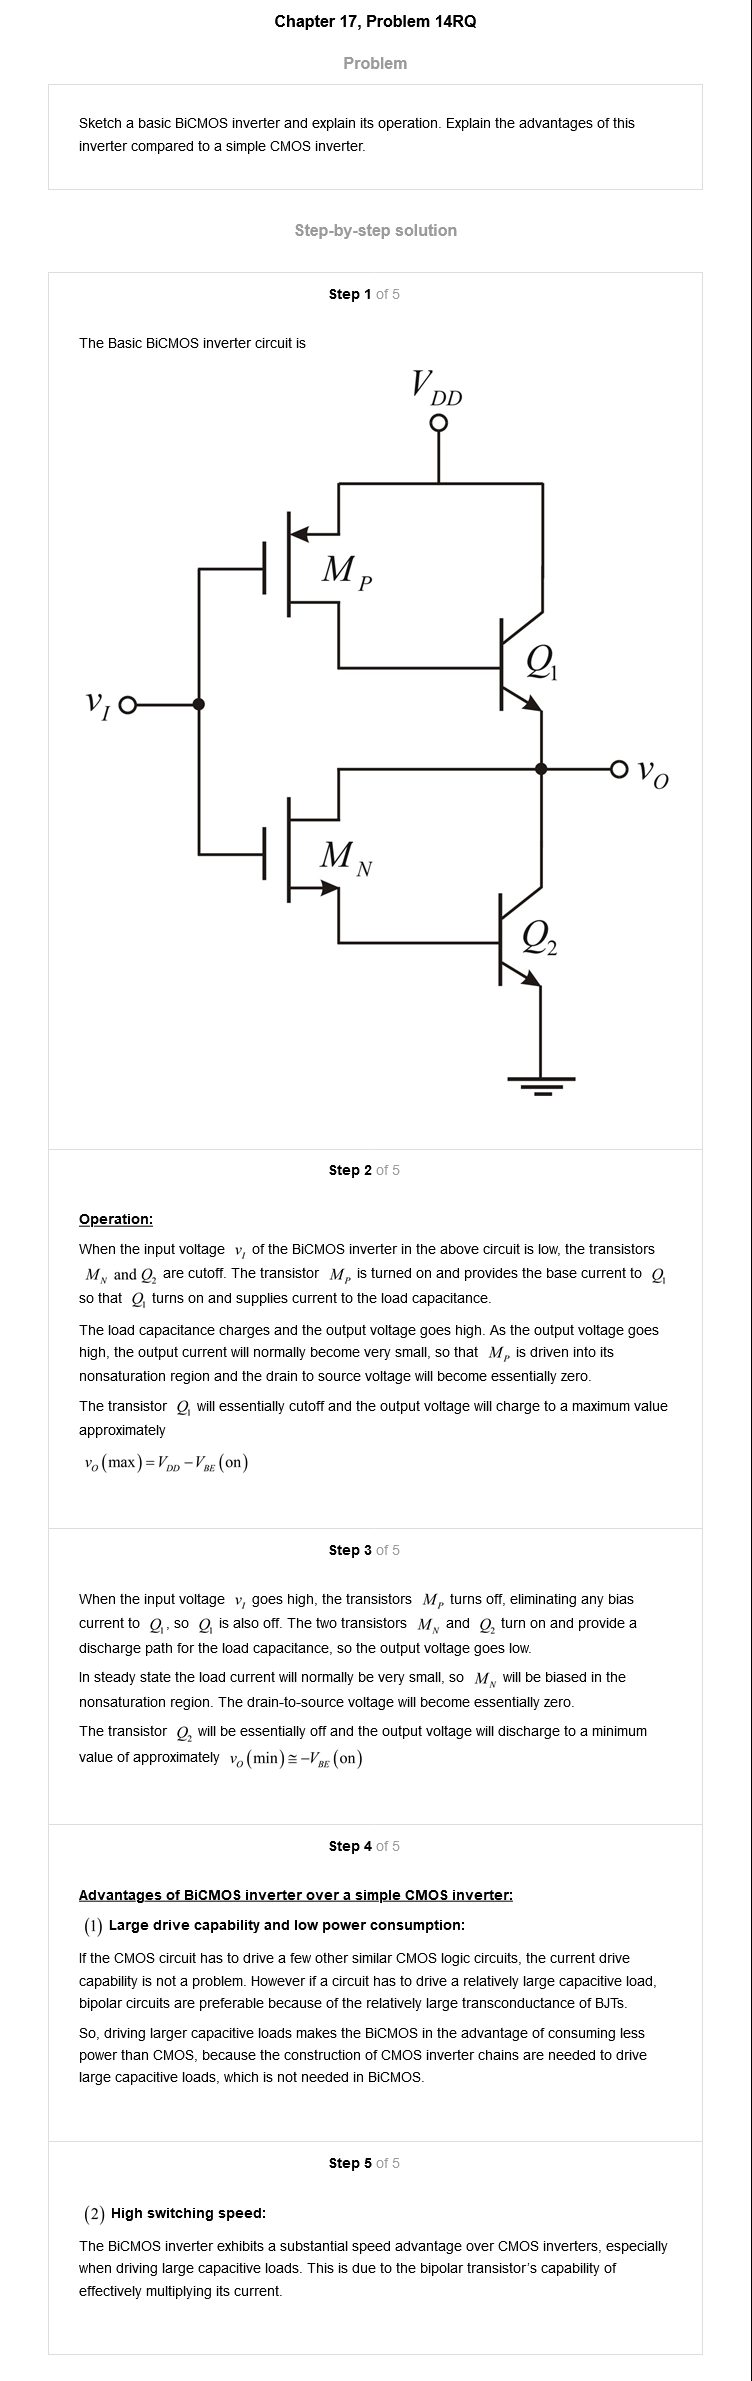 Chapter 17, Problem 14RQ
Problem
Sketch a basic BiCMOS inverter and explain its operation. Explain the advantages of this
inverter compared to a simple CMOS inverter.
Step-by-step solution
Step 1 of 5
The Basic BiCMOS inverter circuit is
V_DD
M_P
Q_1
v_I
v_O
M_N
Q_2
Step 2 of 5
Operation:
When the input voltage v_I of the BiCMOS inverter in the above circuit is low, the transistors
M_N and Q_2 are cutoff. The transistor M_P is turned on and provides the base current to Q_1
so that Q_1 turns on and supplies current to the load capacitance.
The load capacitance charges and the output voltage goes high. As the output voltage goes
high, the output current will normally become very small, so that M_P is driven into its
nonsaturation region and the drain to source voltage will become essentially zero.
The transistor Q_1 will essentially cutoff and the output voltage will charge to a maximum value
approximately
v_O(max) = V_DD − V_BE(on)
Step 3 of 5
When the input voltage v_I goes high, the transistors M_P turns off, eliminating any bias
current to Q_1, so Q_1 is also off. The two transistors M_N and Q_2 turn on and provide a
discharge path for the load capacitance, so the output voltage goes low.
In steady state the load current will normally be very small, so M_N will be biased in the
nonsaturation region. The drain-to-source voltage will become essentially zero.
The transistor Q_2 will be essentially off and the output voltage will discharge to a minimum
value of approximately v_O(min) ≅ −V_BE(on)
Step 4 of 5
Advantages of BiCMOS inverter over a simple CMOS inverter:
(1) Large drive capability and low power consumption:
If the CMOS circuit has to drive a few other similar CMOS logic circuits, the current drive
capability is not a problem. However if a circuit has to drive a relatively large capacitive load,
bipolar circuits are preferable because of the relatively large transconductance of BJTs.
So, driving larger capacitive loads makes the BiCMOS in the advantage of consuming less
power than CMOS, because the construction of CMOS inverter chains are needed to drive
large capacitive loads, which is not needed in BiCMOS.
Step 5 of 5
(2) High switching speed:
The BiCMOS inverter exhibits a substantial speed advantage over CMOS inverters, especially
when driving large capacitive loads. This is due to the bipolar transistor's capability of
effectively multiplying its current.